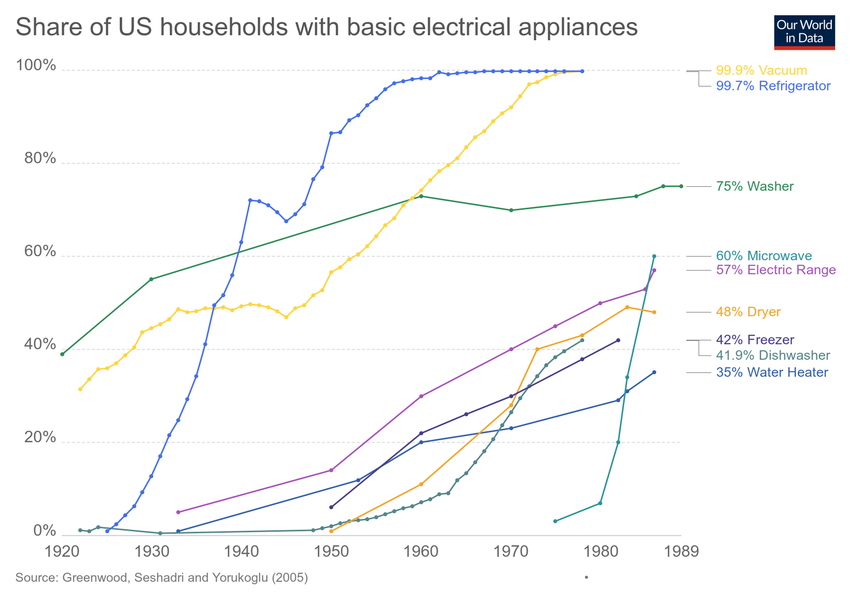 Share of US households with basic electrical appliances
Our World
in Data
100%
80%
60%
40%
20%
0%
1920
1930
1940
1950
1960
1970
1980
1989
99.9% Vacuum
99.7% Refrigerator
75% Washer
60% Microwave
57% Electric Range
48% Dryer
42% Freezer
41.9% Dishwasher
35% Water Heater
Source: Greenwood, Seshadri and Yorukoglu (2005)